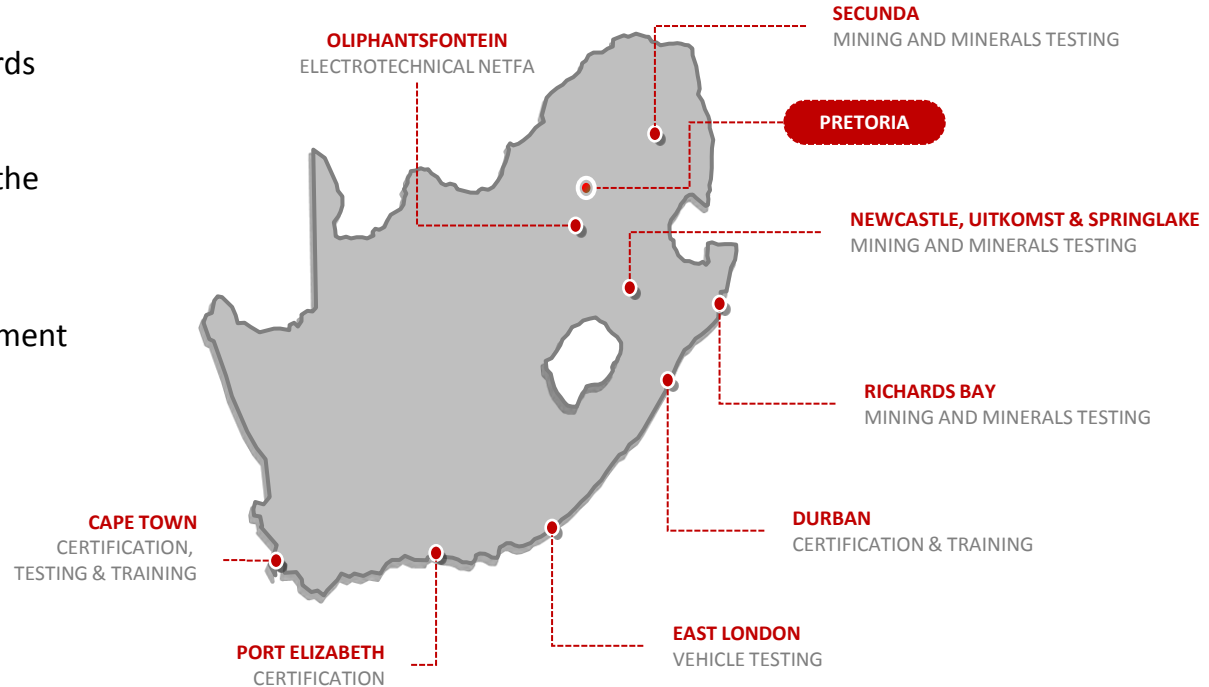 rds
the
ment
OLIPHANTSFONTEIN
ELECTROTECHNICAL NETFA
SECUNDA
MINING AND MINERALS TESTING
PRETORIA
NEWCASTLE, UITKOMST & SPRINGLAKE
MINING AND MINERALS TESTING
RICHARDS BAY
MINING AND MINERALS TESTING
DURBAN
CERTIFICATION & TRAINING
EAST LONDON
VEHICLE TESTING
PORT ELIZABETH
CERTIFICATION
CAPE TOWN
CERTIFICATION,
TESTING & TRAINING